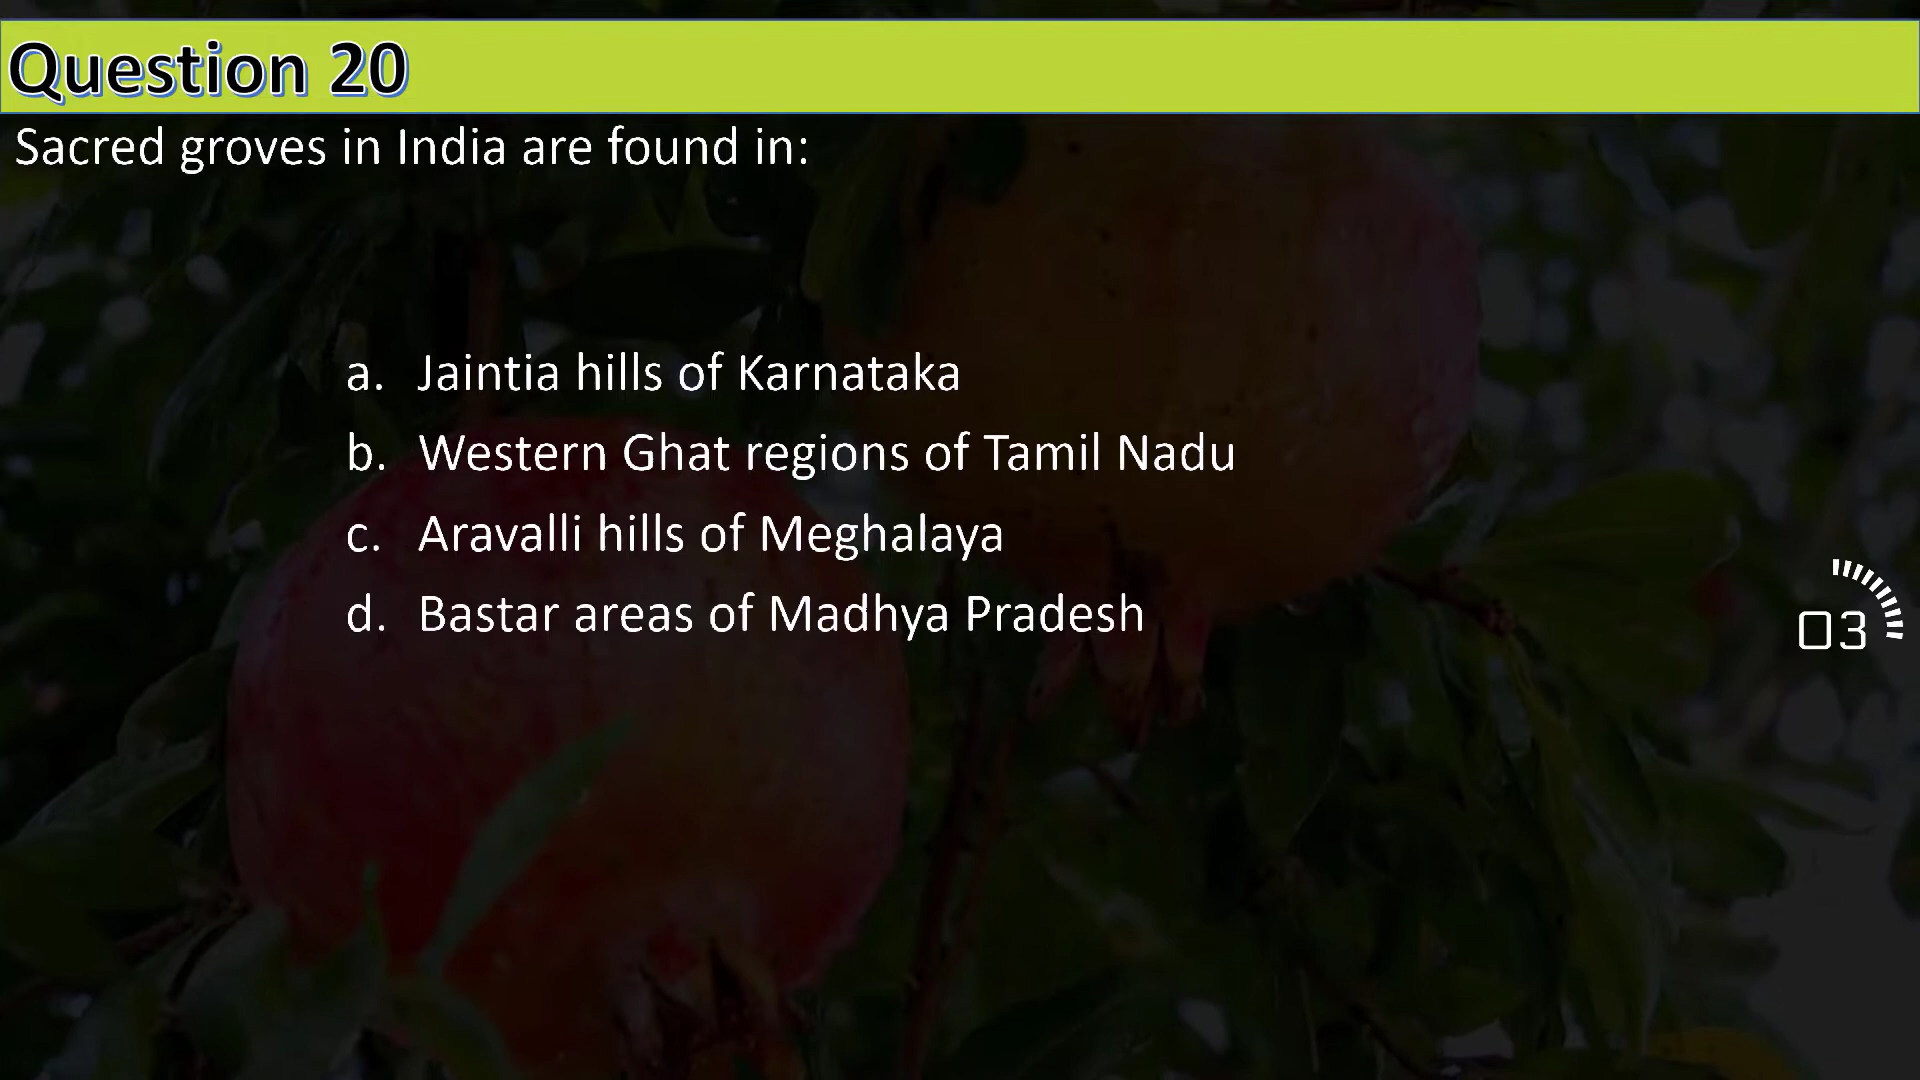 Question 20
Sacred groves in India are found in:
a. Jaintia hills of Karnataka
b. Western Ghat regions of Tamil Nadu
c. Aravalli hills of Meghalaya
d. Bastar areas of Madhya Pradesh
03